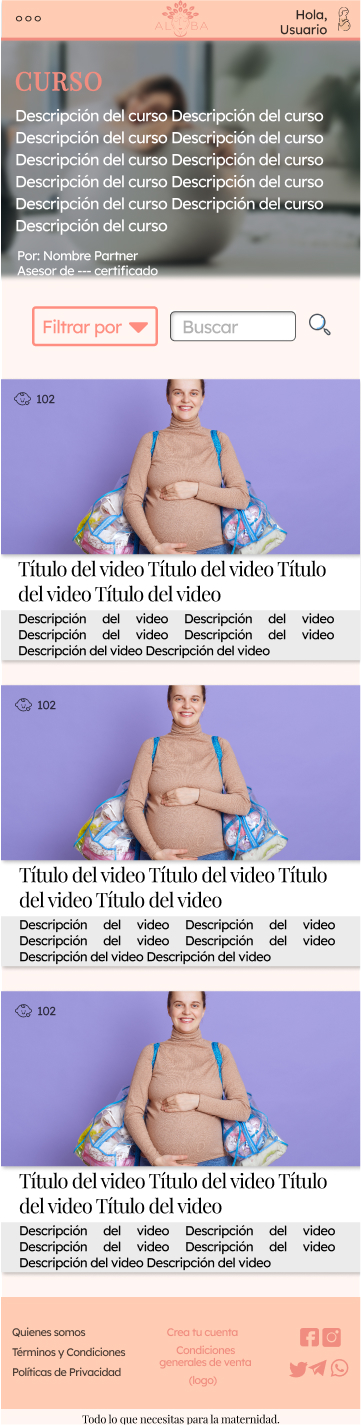 ALOBA
Hola,
Usuario
CURSO
Descripción del curso Descripción del curso
Descripción del curso Descripción del curso
Descripción del curso Descripción del curso
Descripción del curso Descripción del curso
Descripción del curso Descripción del curso
Descripción del curso
Por: Nombre Partner
Asesor de --- certificado
Filtrar por
Buscar
102
Título del video Título del video Título
del video Título del video
Descripción del video Descripción del video
Descripción del video Descripción del video
Descripción del video Descripción del video
102
Título del video Título del video Título
del video Título del video
Descripción del video Descripción del video
Descripción del video Descripción del video
Descripción del video Descripción del video
102
Título del video Título del video Título
del video Título del video
Descripción del video Descripción del video
Descripción del video Descripción del video
Descripción del video Descripción del video
Quienes somos
Términos y Condiciones
Políticas de Privacidad
Crea tu cuenta
Condiciones
generales de venta
(logo)
Todo lo que necesitas para la maternidad.